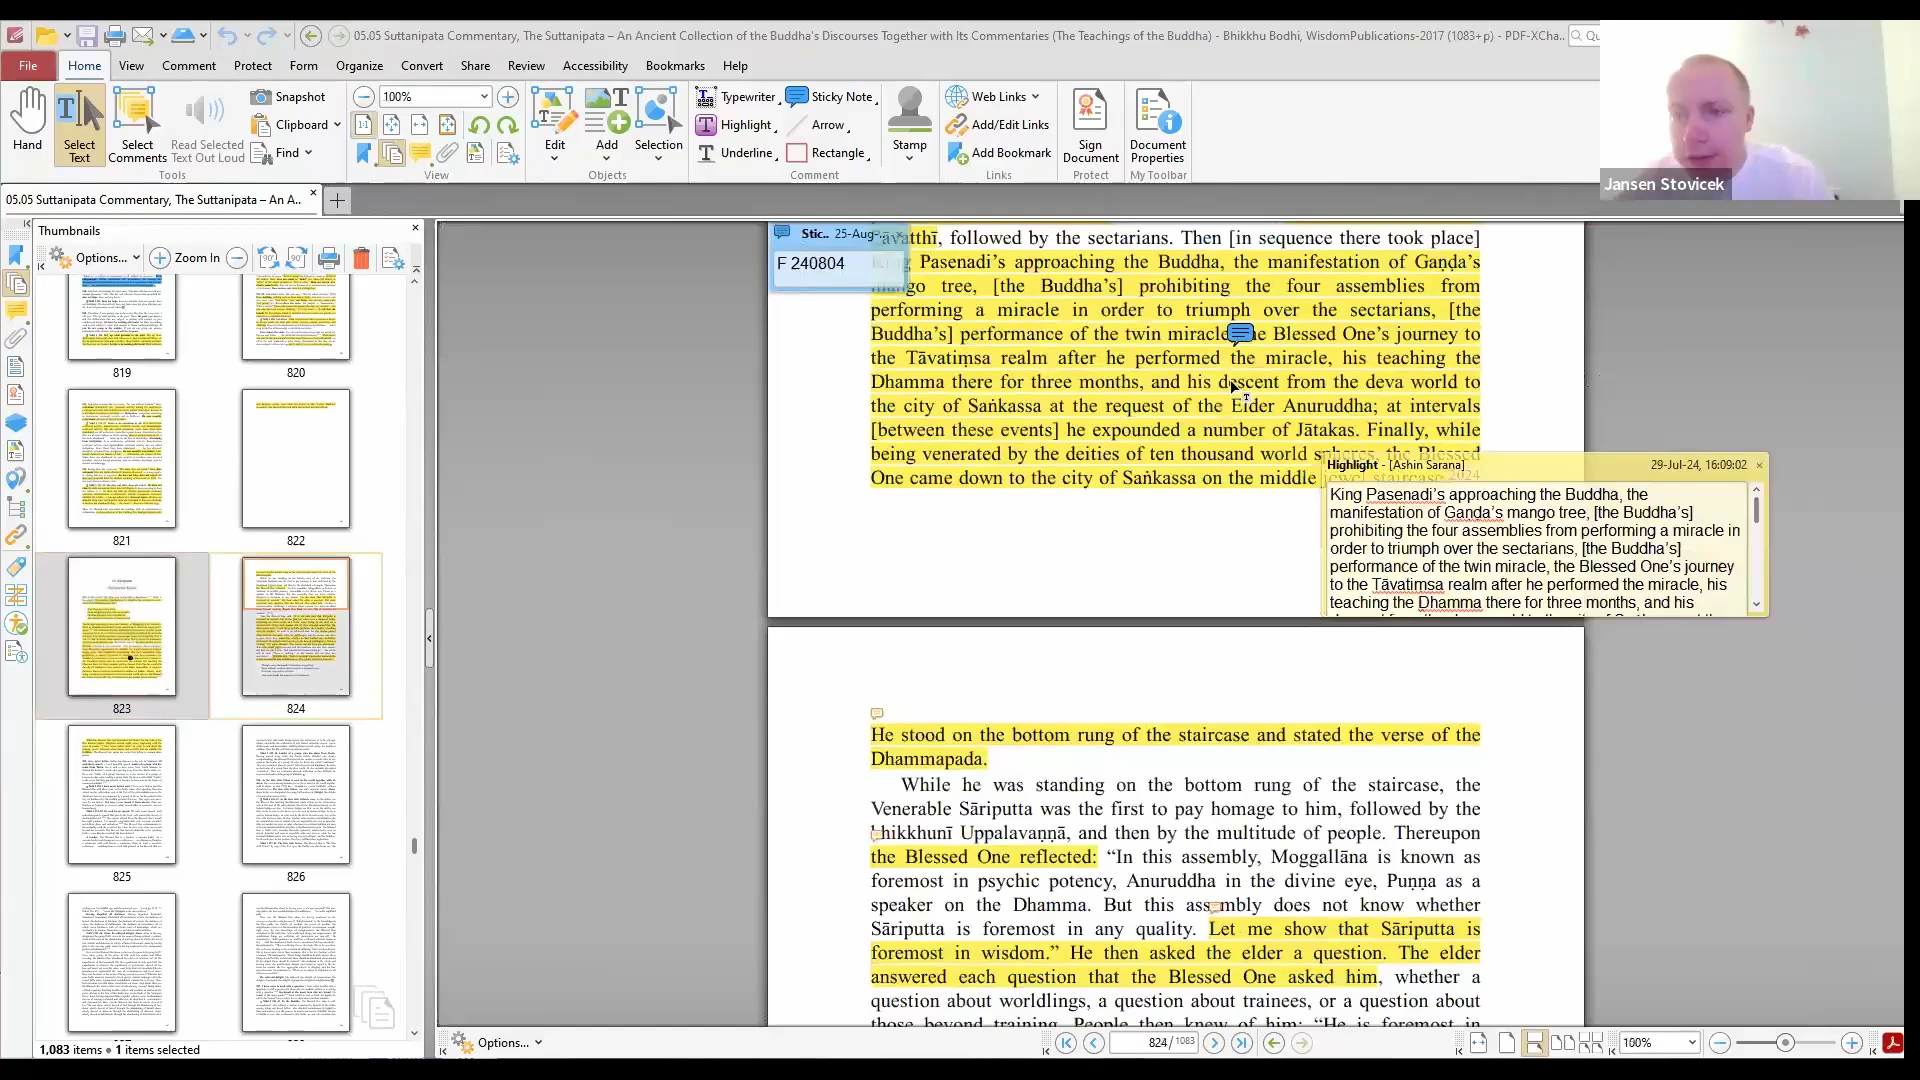 05.05 Suttanipata Commentary, The Suttanipata – An Ancient Collection of the Buddha's Discourses Together with Its Commentaries (The Teachings of the Buddha) - Bhikkhu Bodhi, WisdomPublications-2017 (1083+p) - PDF-XCha..
File Home View Comment Protect Form Organize Convert Share Review Accessibility Bookmarks Help
Hand
Select Text
Select Comments
Read Selected Text Out Loud
Snapshot
Clipboard
Find
Tools
100%
View
Edit
Add
Selection
Objects
Typewriter
Highlight
Underline
Sticky Note
Arrow
Rectangle
Stamp
Comment
Web Links
Add/Edit Links
Add Bookmark
Links
Sign Document
Protect
Document Properties
My Toolbar
Jansen Stovicek
05.05 Suttanipata Commentary, The Suttanipata – An A..
Thumbnails
Options...
Zoom In
819
820
821
822
823
824
825
826
1,083 items • 1 items selected
Stic.. 25-Aug-
F 240804
āvatthī, followed by the sectarians. Then [in sequence there took place]
Pasenadi's approaching the Buddha, the manifestation of Gaṇḍa's
tree, [the Buddha's] prohibiting the four assemblies from
performing a miracle in order to triumph over the sectarians, [the
Buddha's] performance of the twin miracle Blessed One's journey to
the Tāvatiṃsa realm after he performed the miracle, his teaching the
Dhamma there for three months, and his descent from the deva world to
the city of Saṅkassa at the request of the Elder Anuruddha; at intervals
[between these events] he expounded a number of Jātakas. Finally, while
being venerated by the deities of ten thousand world spheres, the Blessed
One came down to the city of Saṅkassa on the middle jewel staircase.
Highlight - [Ashin Sarana] 29-Jul-24, 16:09:02
King Pasenadi's approaching the Buddha, the
manifestation of Ganda's mango tree, [the Buddha's]
prohibiting the four assemblies from performing a miracle in
order to triumph over the sectarians, [the Buddha's]
performance of the twin miracle, the Blessed One's journey
to the Tāvatimsa realm after he performed the miracle, his
teaching the Dhamma there for three months, and his
He stood on the bottom rung of the staircase and stated the verse of the
Dhammapada.
While he was standing on the bottom rung of the staircase, the
Venerable Sāriputta was the first to pay homage to him, followed by the
bhikkhunī Uppalavaṇṇā, and then by the multitude of people. Thereupon
the Blessed One reflected: “In this assembly, Moggallāna is known as
foremost in psychic potency, Anuruddha in the divine eye, Puṇṇa as a
speaker on the Dhamma. But this assembly does not know whether
Sāriputta is foremost in any quality. Let me show that Sāriputta is
foremost in wisdom.” He then asked the elder a question. The elder
answered each question that the Blessed One asked him, whether a
question about worldlings, a question about trainees, or a question about
those beyond training. People then knew of him: “He is foremost in
Options...
824 / 1083
100%